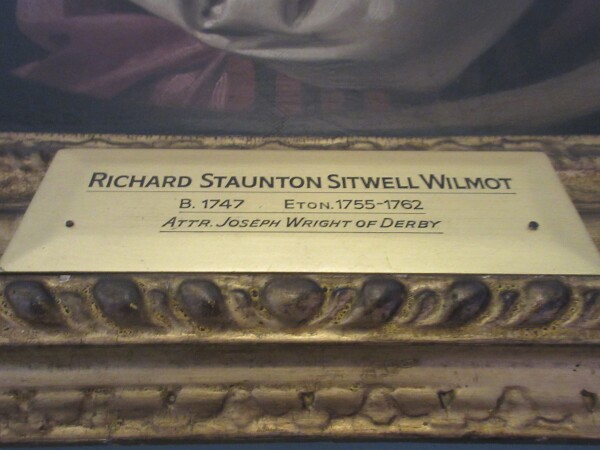 RICHARD STAUNTON SITWELL WILMOT
B. 1747 ETON. 1755-1762
ATTR. JOSEPH WRIGHT OF DERBY